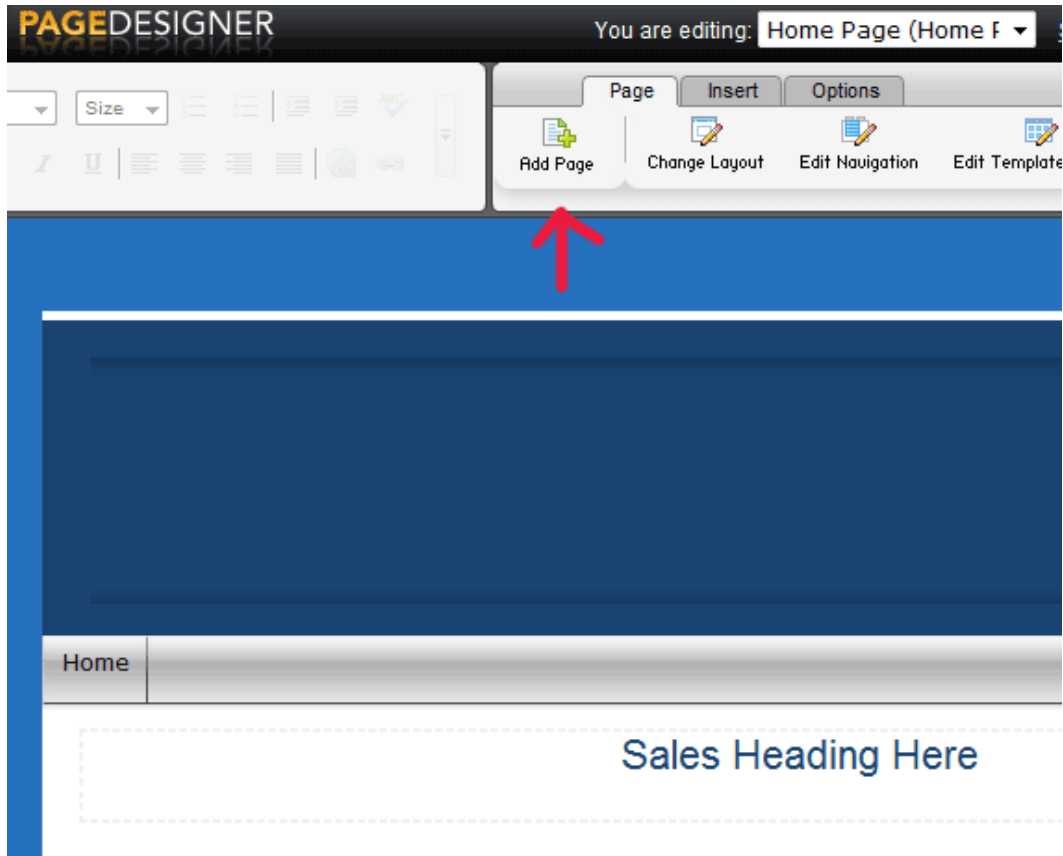 PAGEDESIGNER
You are editing: Home Page (Home F
Page Insert Options
Size
ABC
I U
Add Page Change Layout Edit Navigation Edit Template
Home
Sales Heading Here